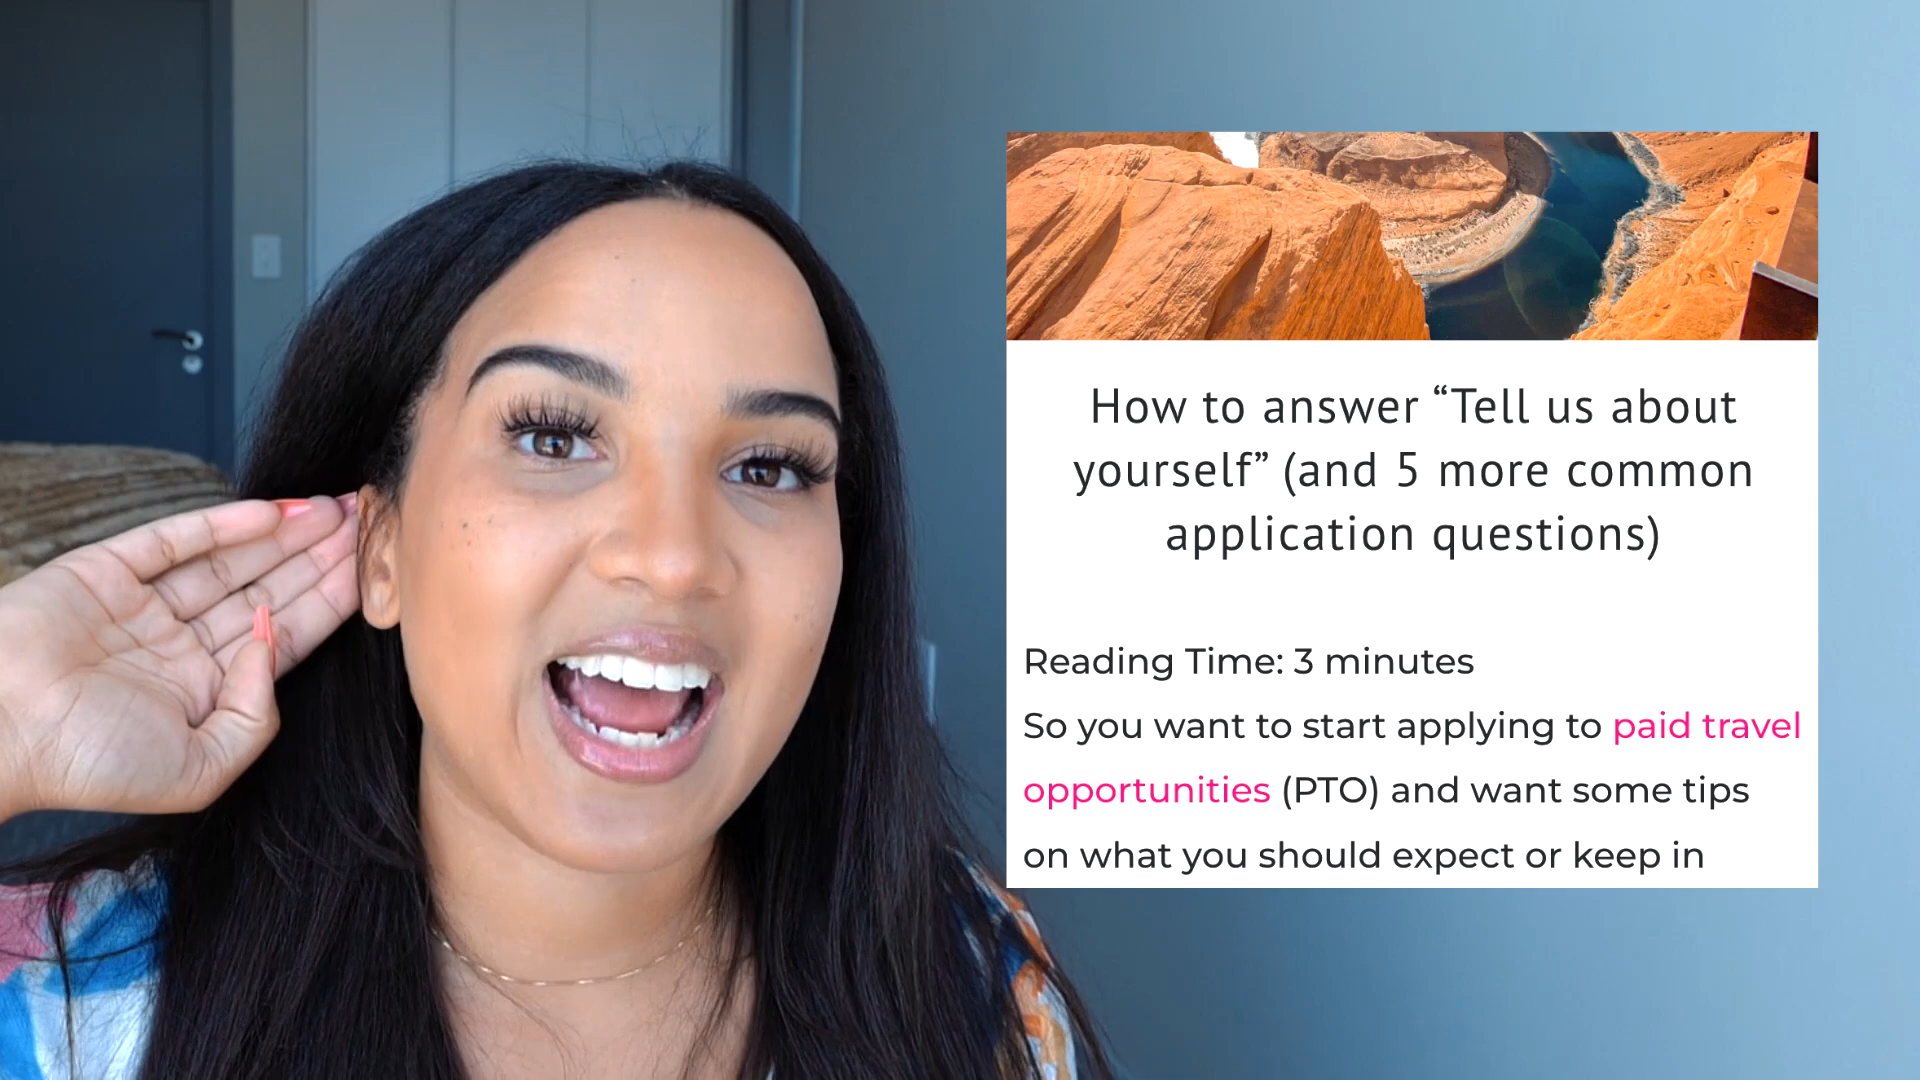 How to answer “Tell us about
yourself” (and 5 more common
application questions)
Reading Time: 3 minutes
So you want to start applying to paid travel
opportunities (PTO) and want some tips
on what you should expect or keep in